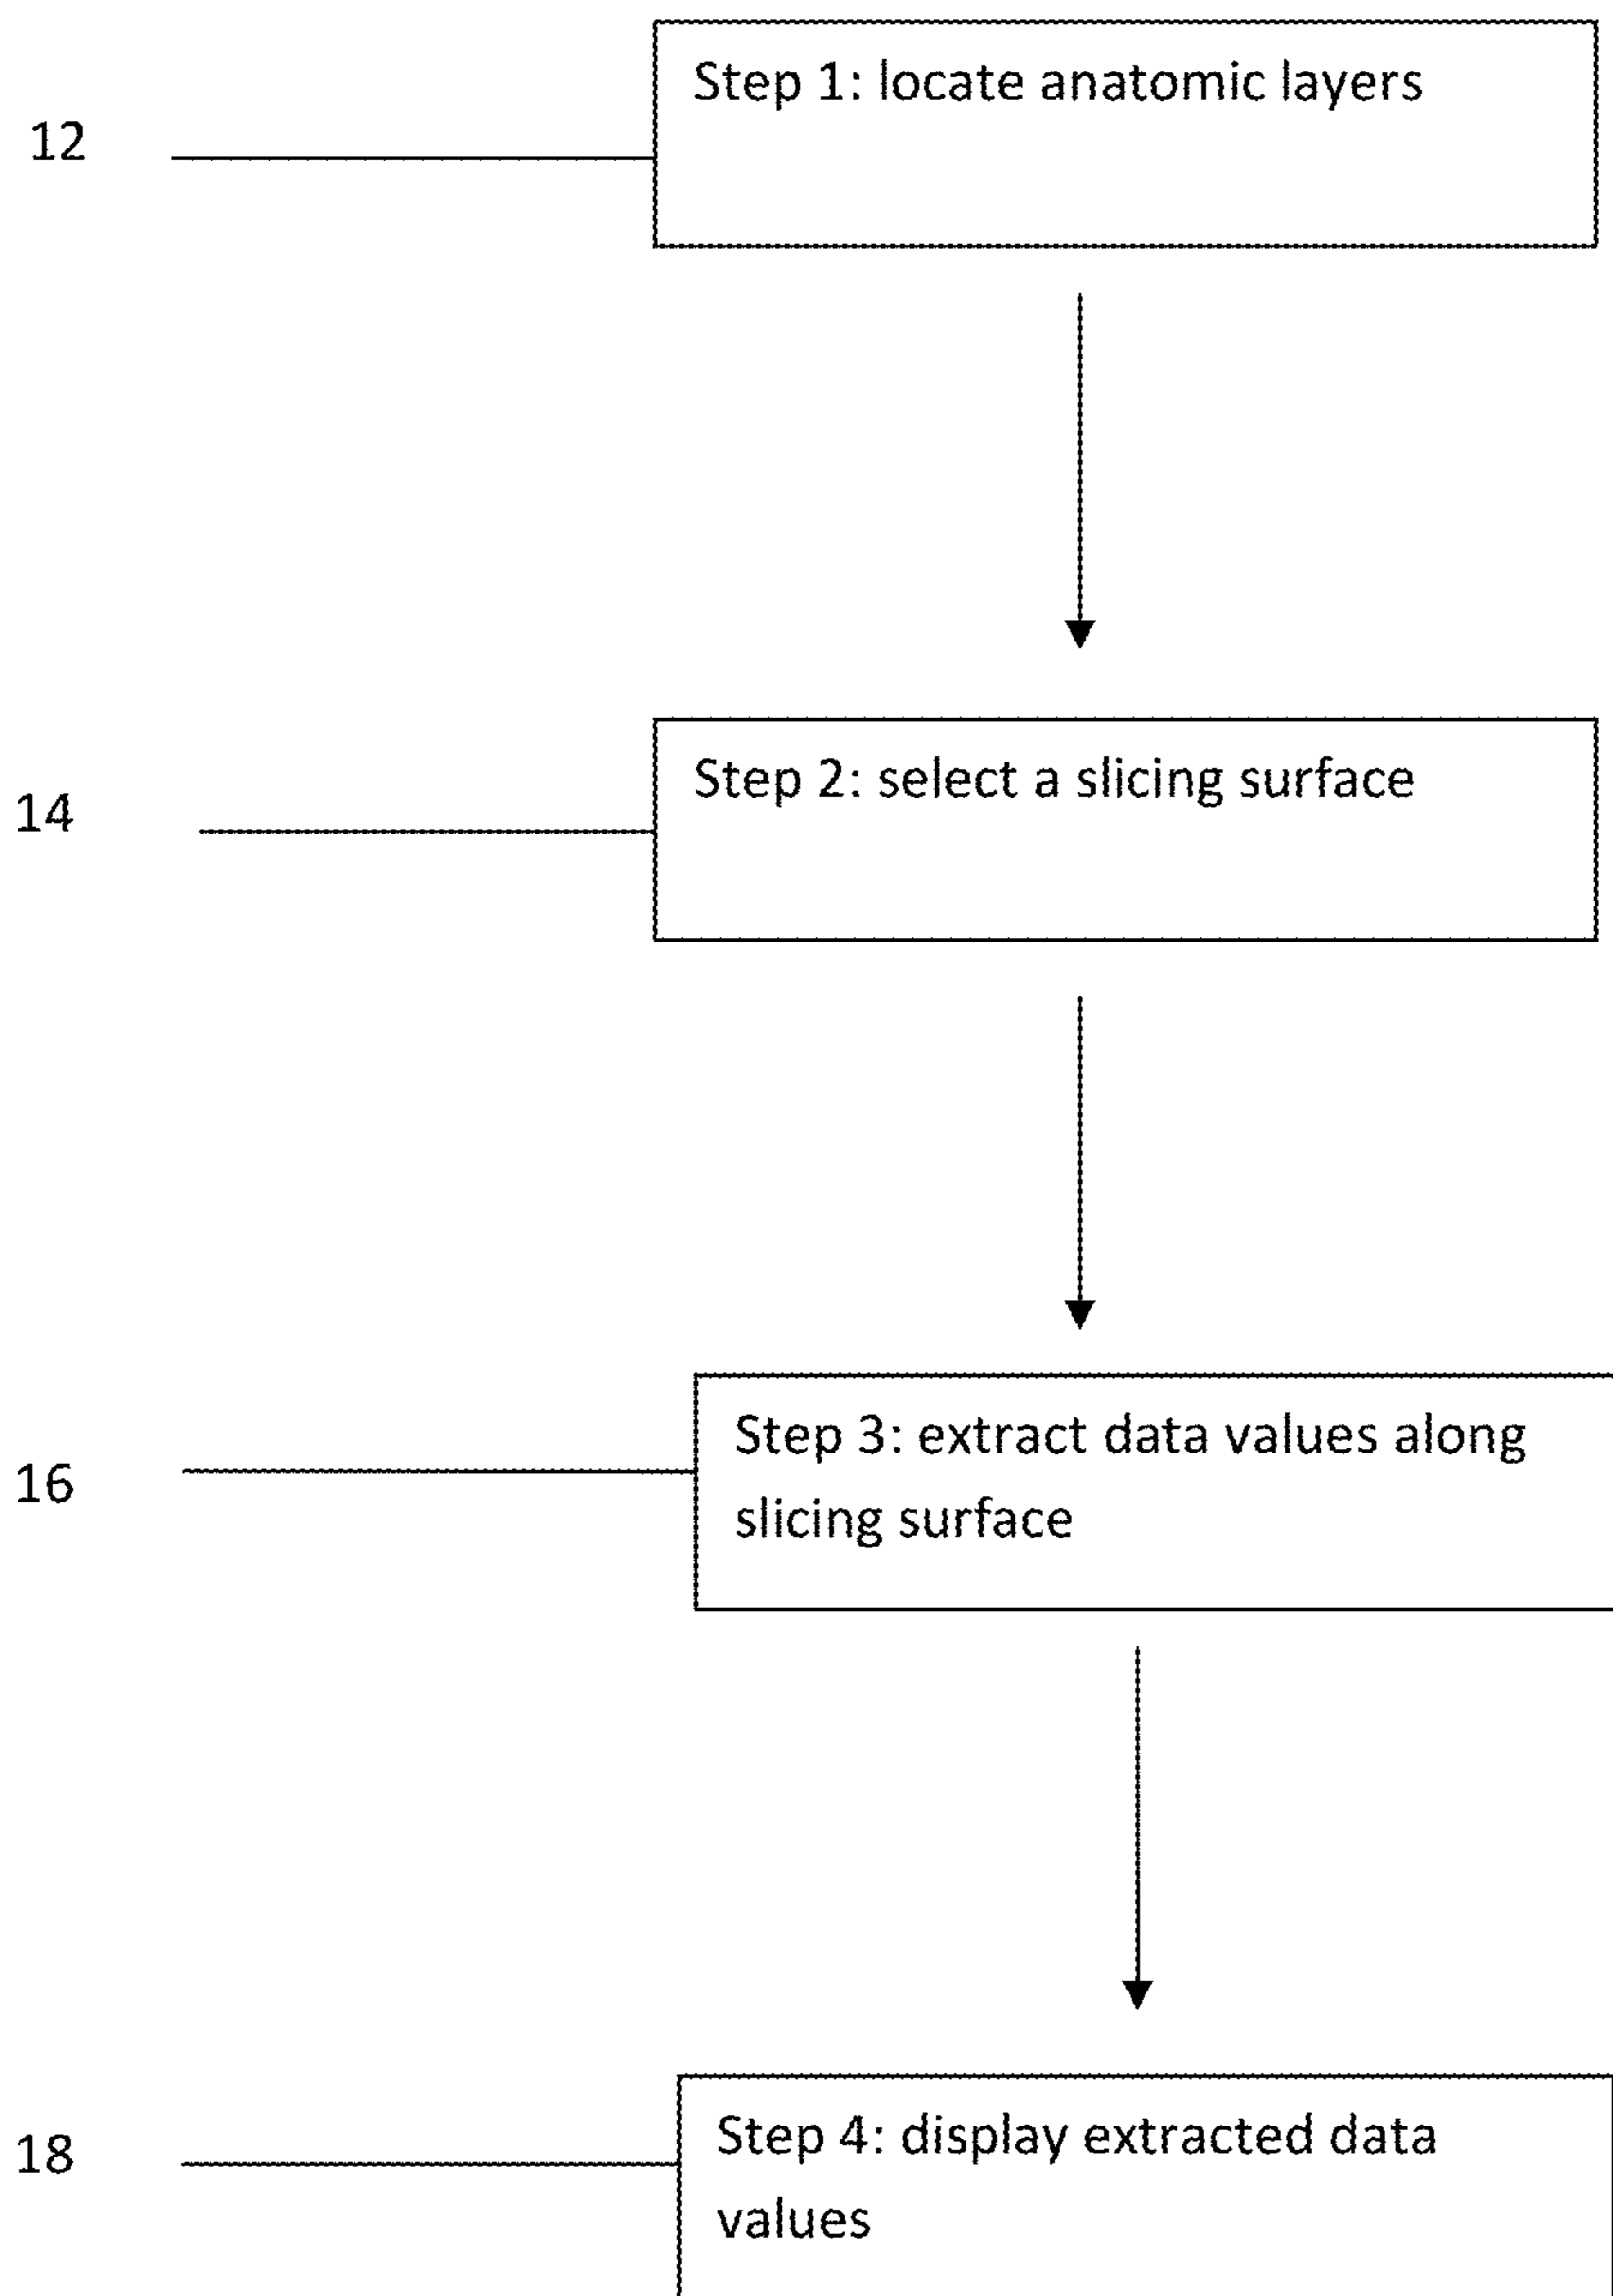 12
Step 1: locate anatomic layers
14
Step 2: select a slicing surface
16
Step 3: extract data values along
slicing surface
18
Step 4: display extracted data
values